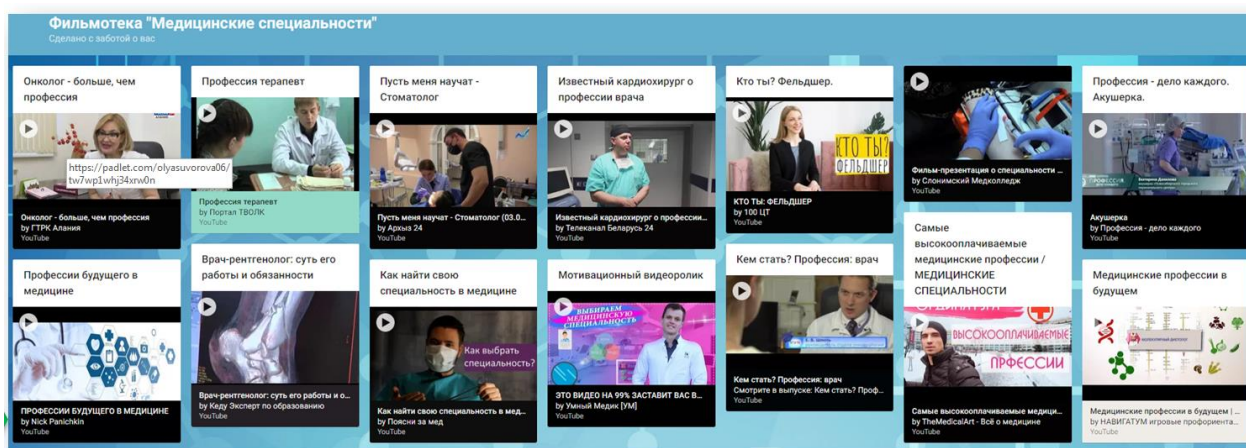 Фильмотека "Медицинские специальности"
Сделано с заботой о вас
Онколог - больше, чем
профессия
https://padlet.com/olyasuvorova06/
tw7wp1whj34xrw0n
Онколог - больше, чем профессия
by ГТРК Алания
YouTube
Профессии будущего в
медицине
ПРОФЕССИИ БУДУЩЕГО В МЕДИЦИНЕ
by Nick Panichkin
YouTube
Профессия терапевт
Профессия терапевт
by Портал ТВОЛК
YouTube
Врач-рентгенолог: суть его
работы и обязанности
Врач-рентгенолог: суть его работы и о...
by Кеду Эксперт по образованию
YouTube
Пусть меня научат -
Стоматолог
Пусть меня научат - Стоматолог (03.0...
by Архыз 24
YouTube
Как найти свою
специальность в медицине
Как выбрать
специальность?
Как найти свою специальность в мед...
by Поясни за мед
YouTube
Известный кардиохирург о
профессии врача
Известный кардиохирург о профессии...
by Телеканал Беларусь 24
YouTube
Мотивационный видеоролик
ВЫБИРАЕМ
МЕДИЦИНСКУЮ
СПЕЦИАЛЬНОСТЬ
ЭТО ВИДЕО НА 99% ЗАСТАВИТ ВАС В...
by Умный Медик [УМ]
YouTube
Кто ты? Фельдшер.
КТО ТЫ?
ФЕЛЬДШЕР
КТО ТЫ: ФЕЛЬДШЕР
by 100 ЦТ
YouTube
Кем стать? Профессия: врач
Кем стать? Профессия: врач
Смотрите в выпуске: Кем стать? Проф...
YouTube
Фильм-презентация о специальности ...
by Слонимский Медколледж
YouTube
Самые
высокооплачиваемые
медицинские профессии /
МЕДИЦИНСКИЕ
СПЕЦИАЛЬНОСТИ
ОРДИНАТУРА
ВЫСОКООПЛАЧИВАЕМЫЕ
ПРФЕССИИ
Самые высокооплачиваемые медици...
by TheMedicalArt - Всё о медицине
YouTube
Профессия - дело каждого.
Акушерка.
ПРОФЕССИЯ
Акушерка
by Профессия - дело каждого
YouTube
Медицинские профессии в
будущем
Медицинские профессии в будущем | ...
by НАВИГАТУМ игровые профориента...
YouTube